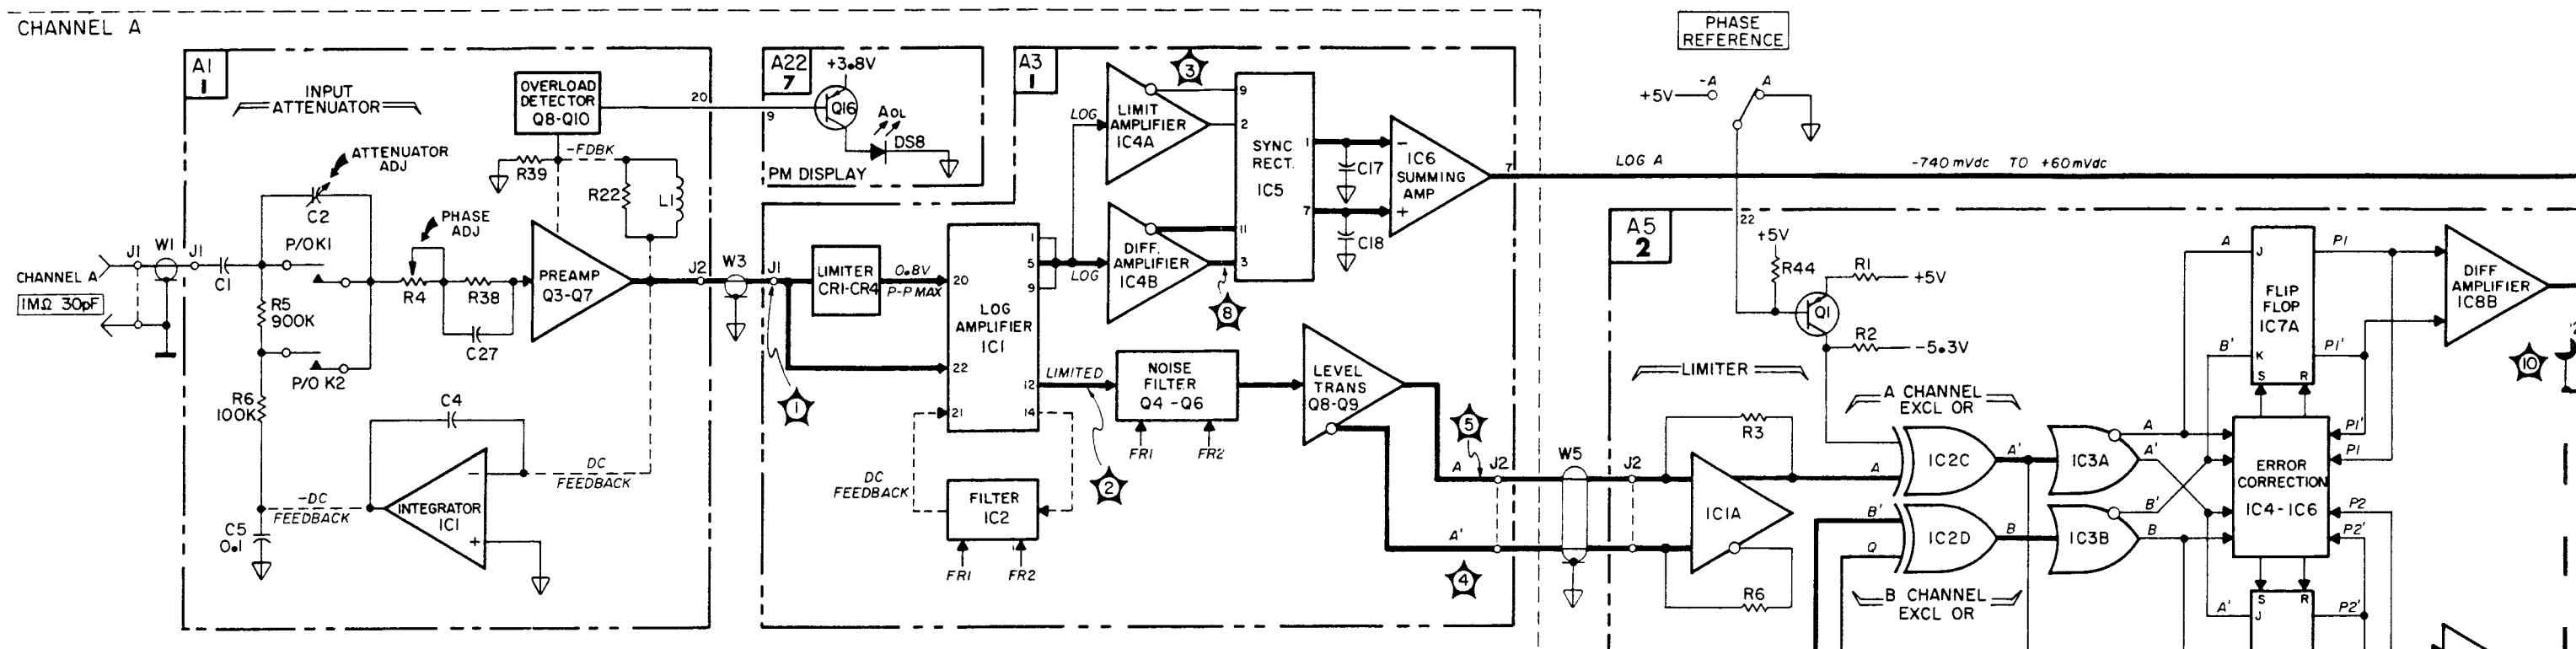 CHANNEL A
A1
1
INPUT
ATTENUATOR
OVERLOAD
DETECTOR
Q8-Q10
20
ATTENUATOR
ADJ
-FDBK
R39
R22
L1
C2
PHASE
ADJ
P/O K1
J1
W1
J1
C1
CHANNEL A
1MΩ 30pF
R5
900K
R4
R38
C27
PREAMP
Q3-Q7
J2
W3
P/O K2
R6
100K
C4
DC
FEEDBACK
-DC
FEEDBACK
INTEGRATOR
IC1
-
+
C5
0.1
A22
7
+3.8V
9
Q16
AOL
DS8
PM DISPLAY
A3
1
3
LOG
LIMIT
AMPLIFIER
IC4A
9
2
SYNC
RECT.
IC5
1
7
11
3
C17
C18
-
IC6
SUMMING
AMP
+
7
LOG
DIFF.
AMPLIFIER
IC4B
8
J1
LIMITER
CR1-CR4
0.8V
P-P MAX
20
1
5
9
LOG
AMPLIFIER
IC1
22
12
21
14
1
LIMITED
NOISE
FILTER
Q4-Q6
FR1
FR2
2
DC
FEEDBACK
FILTER
IC2
FR1
FR2
LEVEL
TRANS
Q8-Q9
5
A
J2
A'
4
W5
J2
PHASE
REFERENCE
-A
A
+5V
LOG A
-740 mVdc TO +60mVdc
22
A5
2
+5V
R44
R1
+5V
Q1
R2
-5.3V
LIMITER
R3
IC1A
R6
A CHANNEL
EXCL OR
A
IC2C
A'
IC3A
A
A'
B'
Q
IC2D
B
IC3B
B'
B
B CHANNEL
EXCL OR
A
J
P1
FLIP
FLOP
IC7A
B'
K
P1'
S
R
ERROR
CORRECTION
IC4-IC6
P1'
P1
P2
P2'
S
R
A'
J
P2'
DIFF
AMPLIFIER
IC8B
10